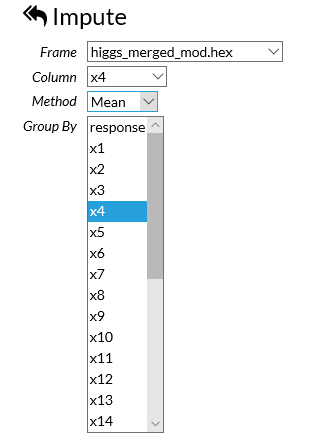 Impute
Frame higgs_merged_mod.hex
Column x4
Method Mean
Group By response
x1
x2
x3
x4
x5
x6
x7
x8
x9
x10
x11
x12
x13
x14